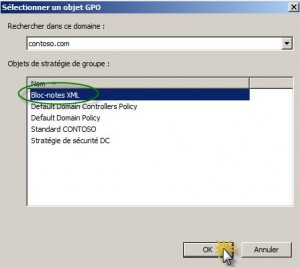 Sélectionner un objet GPO
Rechercher dans ce domaine :
contoso.com
Objets de stratégie de groupe :
Nom
Bloc-notes XML
Default Domain Controllers Policy
Default Domain Policy
Standard CONTOSO
Stratégie de sécurité DC
OK
Annuler